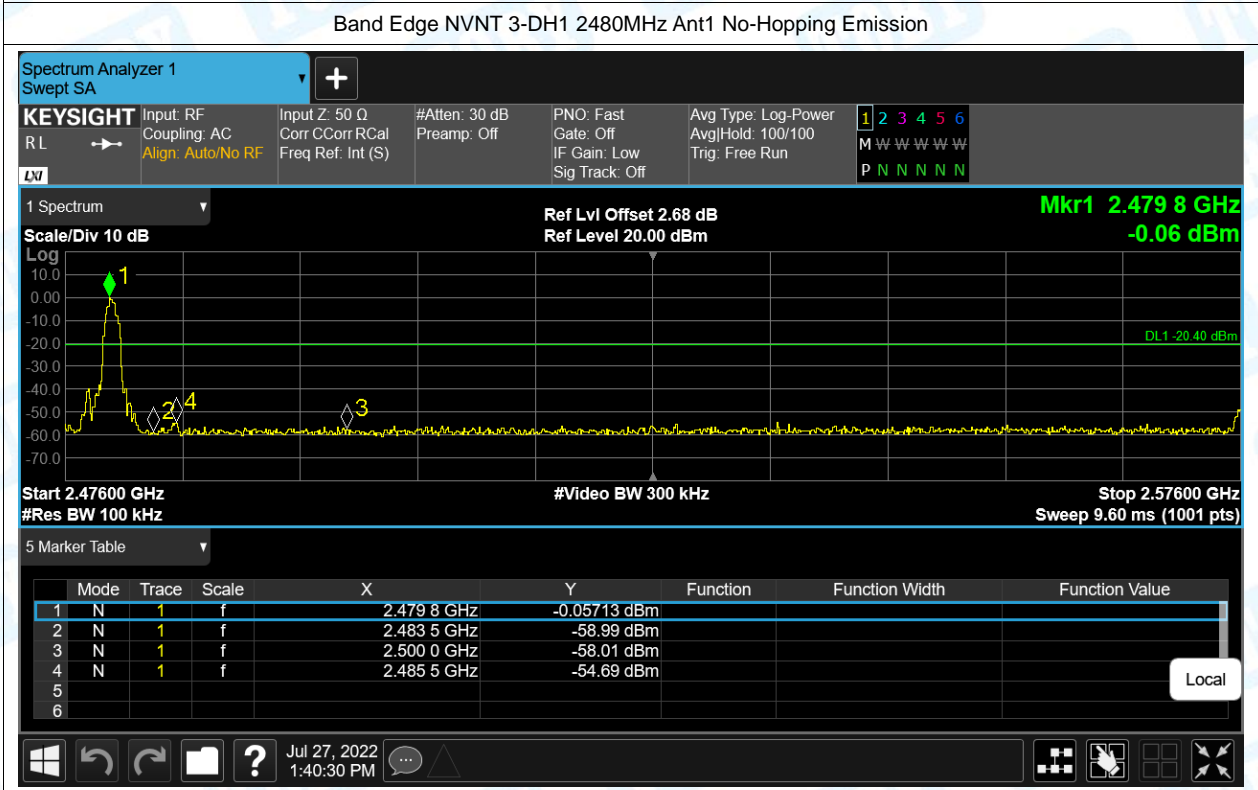 Band Edge NVNT 3-DH1 2480MHz Ant1 No-Hopping Emission
Spectrum Analyzer 1
Swept SA
+
KEYSIGHT Input: RF Input Z: 50 Ω #Atten: 30 dB PNO: Fast Avg Type: Log-Power 1 2 3 4 5 6
RL Coupling: AC Corr CCorr RCal Preamp: Off Gate: Off Avg|Hold: 100/100 M W W W W W
Align: Auto/No RF Freq Ref: Int (S) IF Gain: Low Trig: Free Run
LXI Sig Track: Off P N N N N N
1 Spectrum Ref Lvl Offset 2.68 dB Mkr1 2.479 8 GHz
Scale/Div 10 dB Ref Level 20.00 dBm -0.06 dBm
Log
10.0 1
0.00
-10.0
-20.0 DL1 -20.40 dBm
-30.0
-40.0
-50.0 2 4 3
-60.0
-70.0
Start 2.47600 GHz #Video BW 300 kHz Stop 2.57600 GHz
#Res BW 100 kHz Sweep 9.60 ms (1001 pts)
5 Marker Table
Mode Trace Scale X Y Function Function Width Function Value
1 N 1 f 2.479 8 GHz -0.05713 dBm
2 N 1 f 2.483 5 GHz -58.99 dBm
3 N 1 f 2.500 0 GHz -58.01 dBm
4 N 1 f 2.485 5 GHz -54.69 dBm
5
6
Local
? Jul 27, 2022
1:40:30 PM